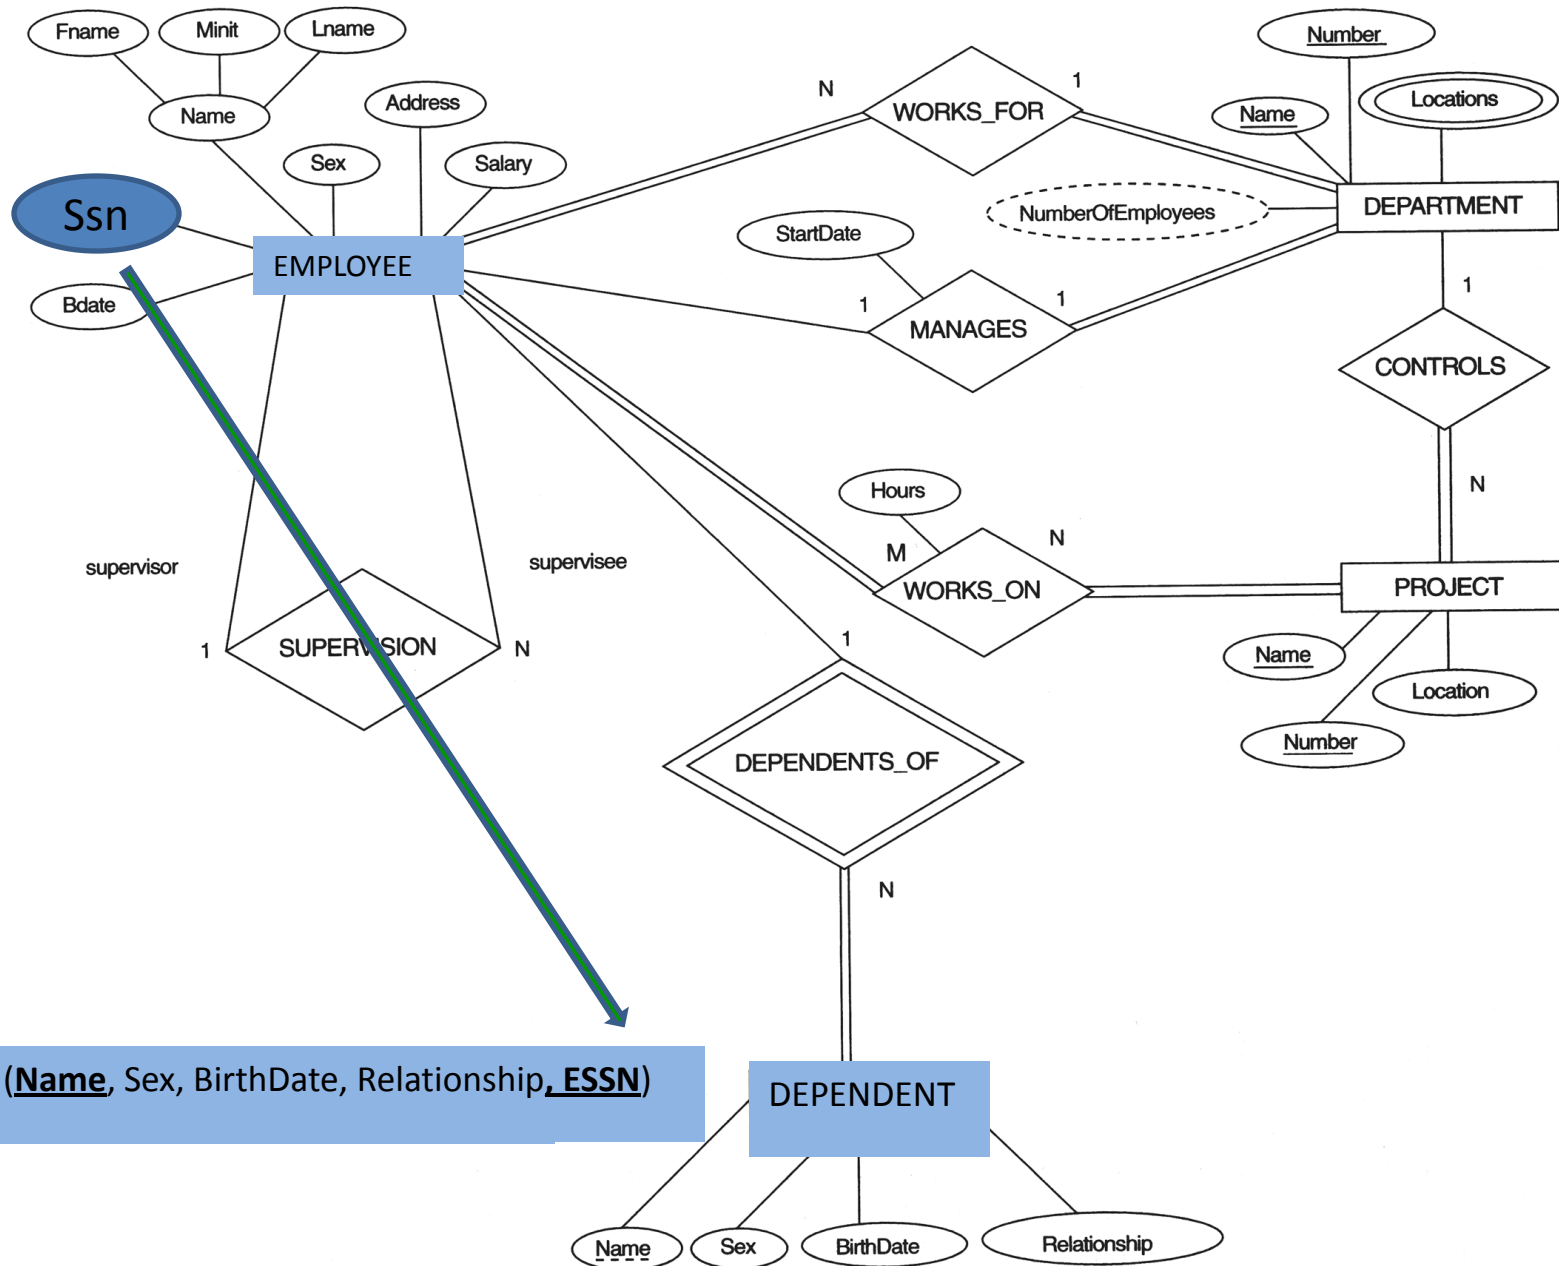 Fname
Minit
Lname
Number
Name
Address
N
1
WORKS_FOR
Name
Locations
Sex
Salary
Ssn
NumberOfEmployees
DEPARTMENT
StartDate
EMPLOYEE
Bdate
1
1
MANAGES
1
CONTROLS
Hours
N
M
N
supervisor
supervisee
WORKS_ON
PROJECT
1
SUPERVISION
N
1
Name
Location
Number
DEPENDENTS_OF
N
(Name, Sex, BirthDate, Relationship, ESSN)
DEPENDENT
Name
Sex
BirthDate
Relationship